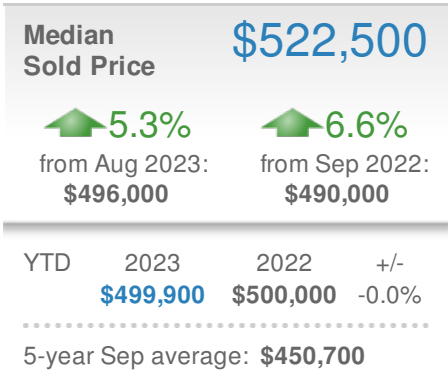 Median
Sold Price
$522,500
5.3%
from Aug 2023:
$496,000
6.6%
from Sep 2022:
$490,000
YTD 2023 2022 +/-
$499,900 $500,000 -0.0%
5-year Sep average: $450,700